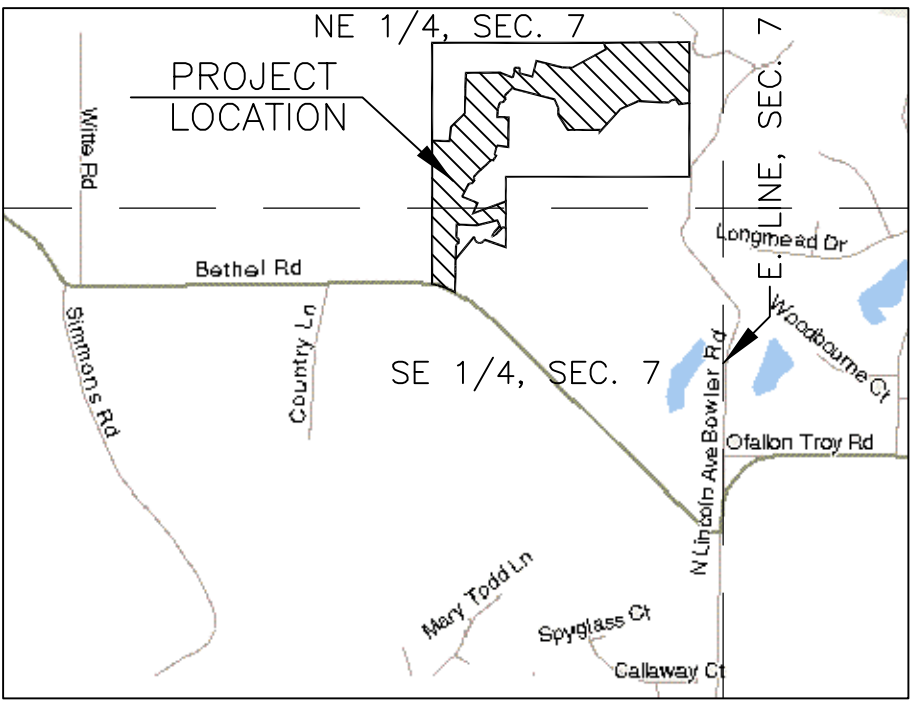 NE 1/4, SEC. 7
PROJECT
LOCATION
Witte Rd
E. LINE, SEC. 7
Longmead Dr
Bethel Rd
Simmons Rd
Country Ln
Woodbourne Ct
SE 1/4, SEC. 7
N Lincoln Ave
Bowler Rd
Ofallon Troy Rd
Mary Todd Ln
Spyglass Ct
Callaway Ct